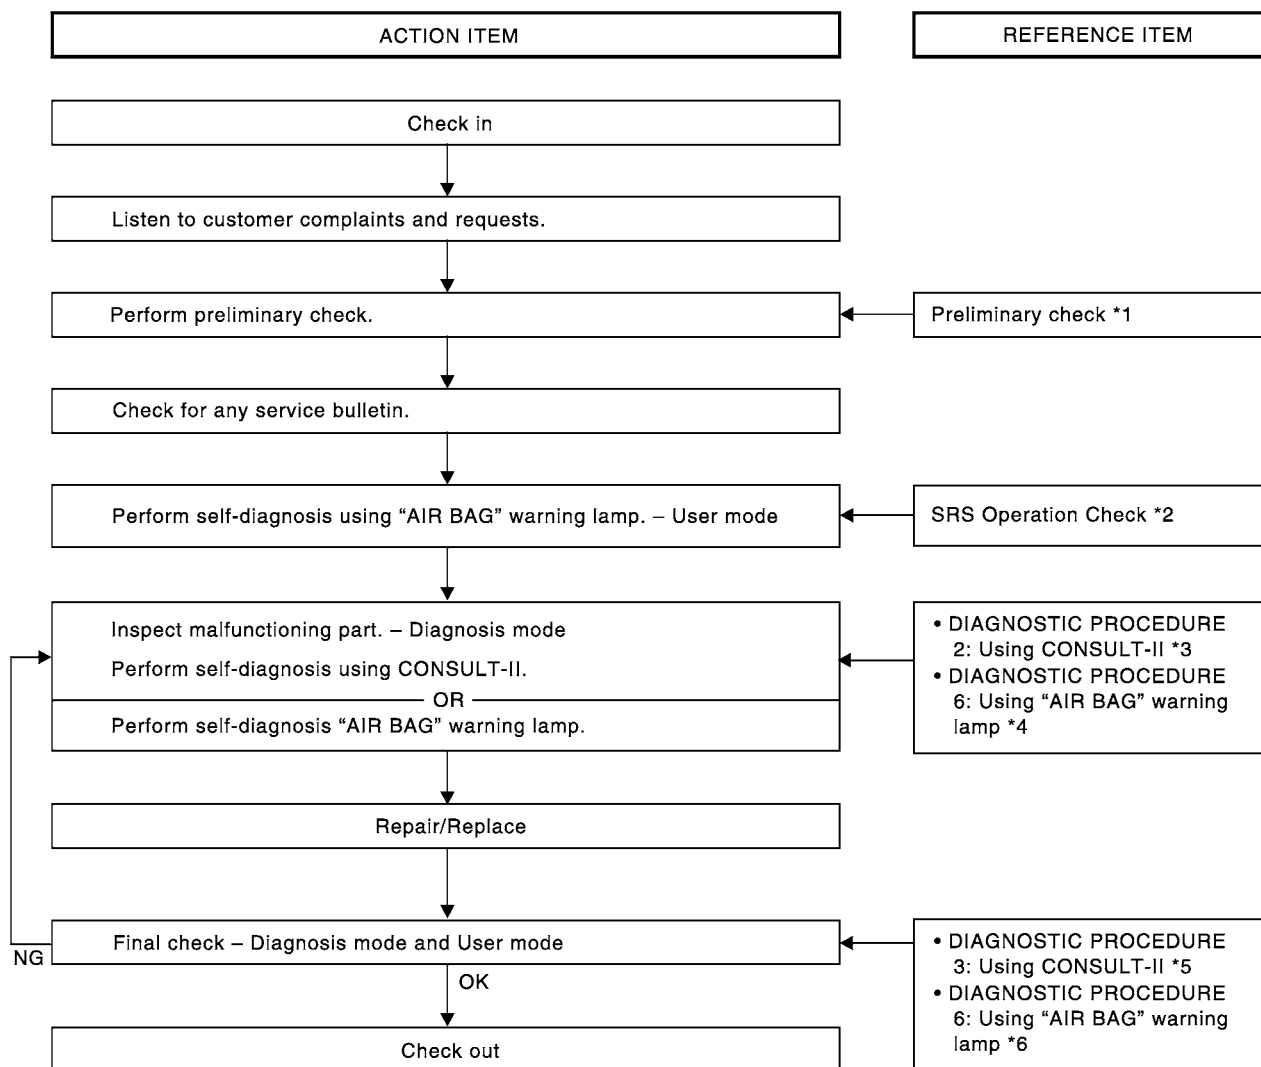 ACTION ITEM
REFERENCE ITEM
Check in
Listen to customer complaints and requests.
Perform preliminary check.
Preliminary check *1
Check for any service bulletin.
Perform self-diagnosis using “AIR BAG” warning lamp. – User mode
SRS Operation Check *2
Inspect malfunctioning part. – Diagnosis mode
Perform self-diagnosis using CONSULT-II.
OR
Perform self-diagnosis “AIR BAG” warning lamp.
• DIAGNOSTIC PROCEDURE
2: Using CONSULT-II *3
• DIAGNOSTIC PROCEDURE
6: Using “AIR BAG” warning
lamp *4
Repair/Replace
Final check – Diagnosis mode and User mode
NG
OK
• DIAGNOSTIC PROCEDURE
3: Using CONSULT-II *5
• DIAGNOSTIC PROCEDURE
6: Using “AIR BAG” warning
lamp *6
Check out